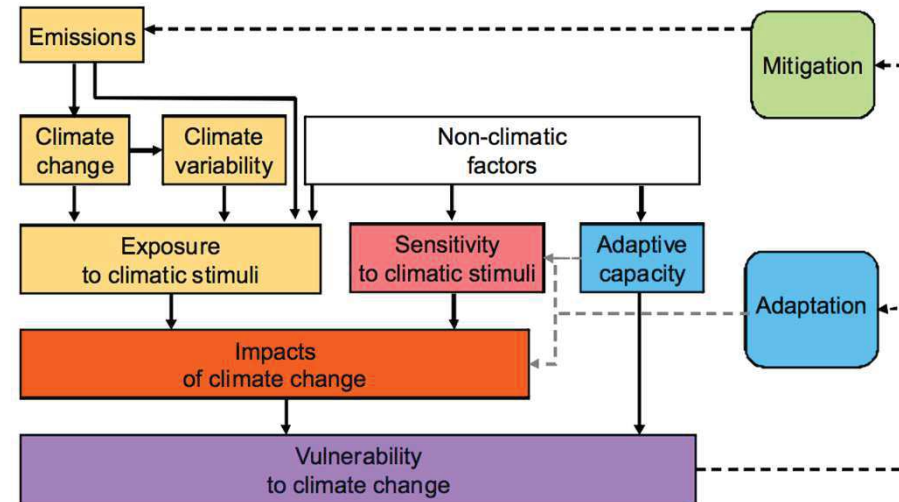 Emissions
Mitigation
Climate
change
Climate
variability
Non-climatic
factors
Exposure
to climatic stimuli
Sensitivity
to climatic stimuli
Adaptive
capacity
Adaptation
Impacts
of climate change
Vulnerability
to climate change